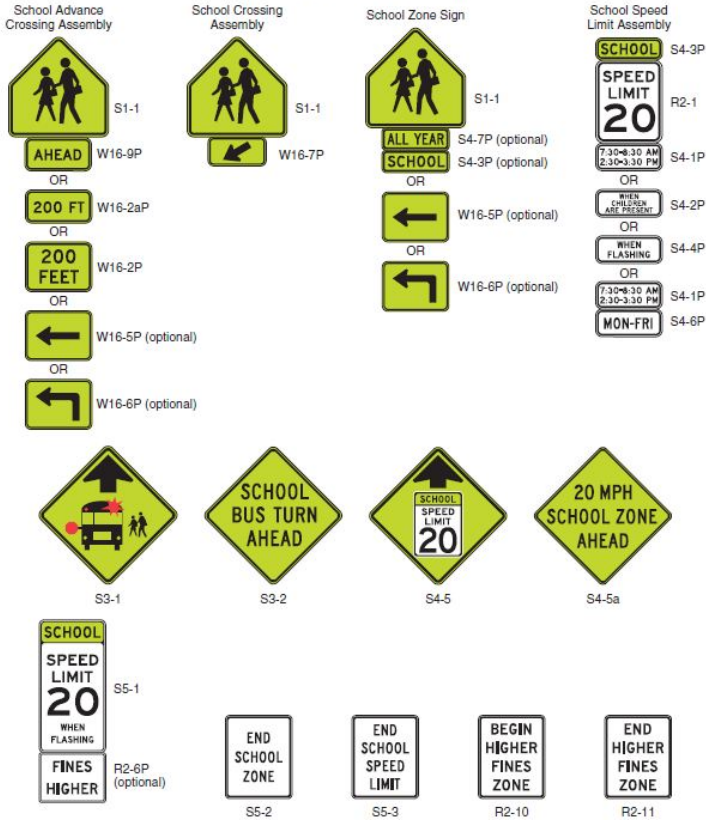 School Advance
Crossing Assembly
S1-1
AHEAD
W16-9P
OR
200 FT
W16-2aP
OR
200
FEET
W16-2P
OR
W16-5P (optional)
OR
W16-6P (optional)
School Crossing
Assembly
S1-1
W16-7P
School Zone Sign
S1-1
ALL YEAR
S4-7P (optional)
SCHOOL
S4-3P (optional)
OR
W16-5P (optional)
OR
W16-6P (optional)
School Speed
Limit Assembly
SCHOOL
S4-3P
SPEED
LIMIT
20
R2-1
7:30-8:30 AM
2:30-3:30 PM
S4-1P
OR
WHEN
CHILDREN
ARE PRESENT
S4-2P
OR
WHEN
FLASHING
S4-4P
OR
7:30-8:30 AM
2:30-3:30 PM
S4-1P
MON-FRI
S4-6P
S3-1
SCHOOL
BUS TURN
AHEAD
S3-2
SCHOOL
SPEED
LIMIT
20
S4-5
20 MPH
SCHOOL ZONE
AHEAD
S4-5a
SCHOOL
SPEED
LIMIT
20
WHEN
FLASHING
S5-1
FINES
HIGHER
R2-6P
(optional)
END
SCHOOL
ZONE
S5-2
END
SCHOOL
SPEED
LIMIT
S5-3
BEGIN
HIGHER
FINES
ZONE
R2-10
END
HIGHER
FINES
ZONE
R2-11